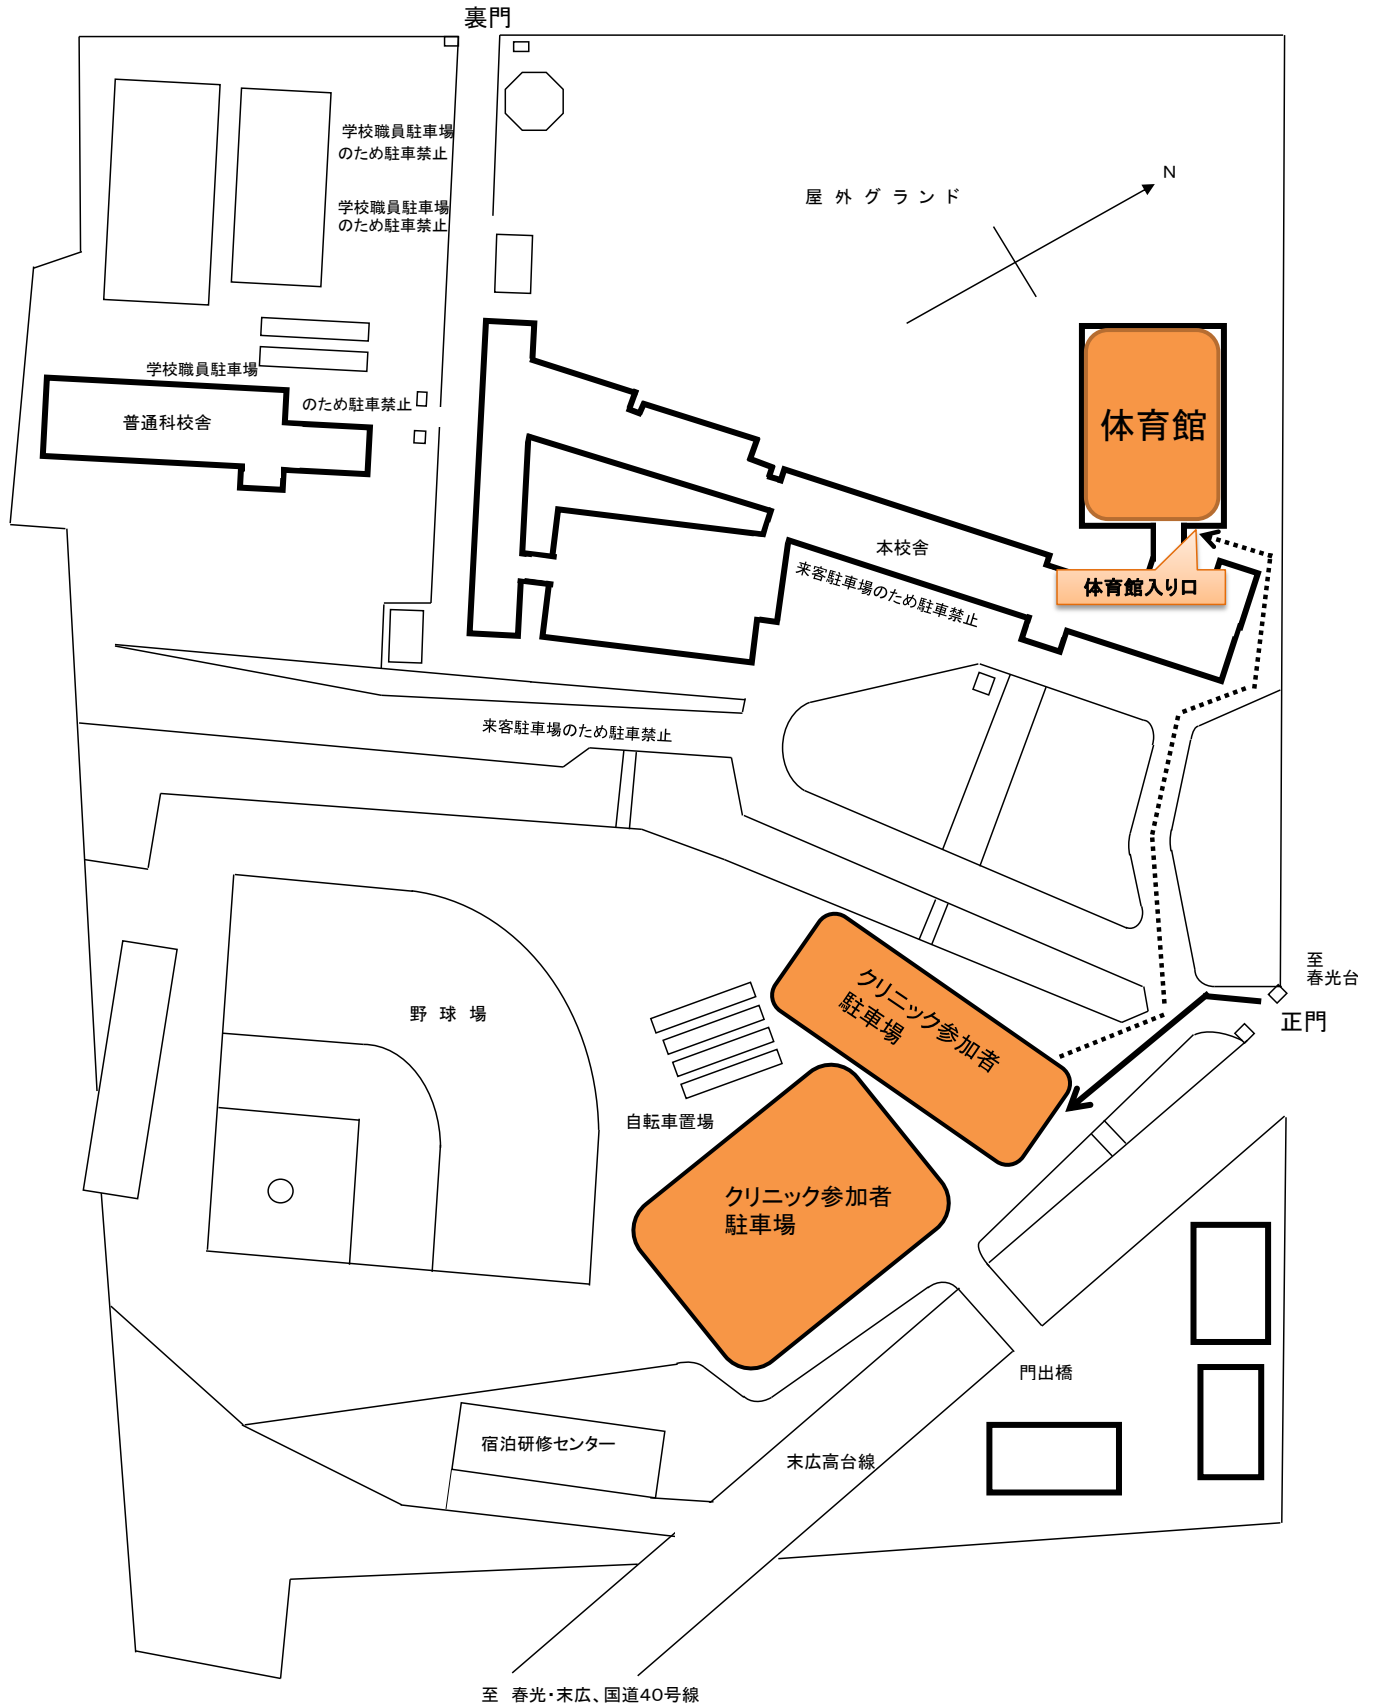 裏門
学校職員駐車場
のため駐車禁止
N
屋 外 グ ラ ン ド
学校職員駐車場
のため駐車禁止
学校職員駐車場
のため駐車禁止
普通科校舎
体育館
本校舎
来客駐車場のため駐車禁止
体育館入り口
来客駐車場のため駐車禁止
至
春光台
正門
クリニック参加者
駐車場
野 球 場
自転車置場
クリニック参加者
駐車場
門出橋
宿泊研修センター
末広高台線
至 春光・末広、国道40号線